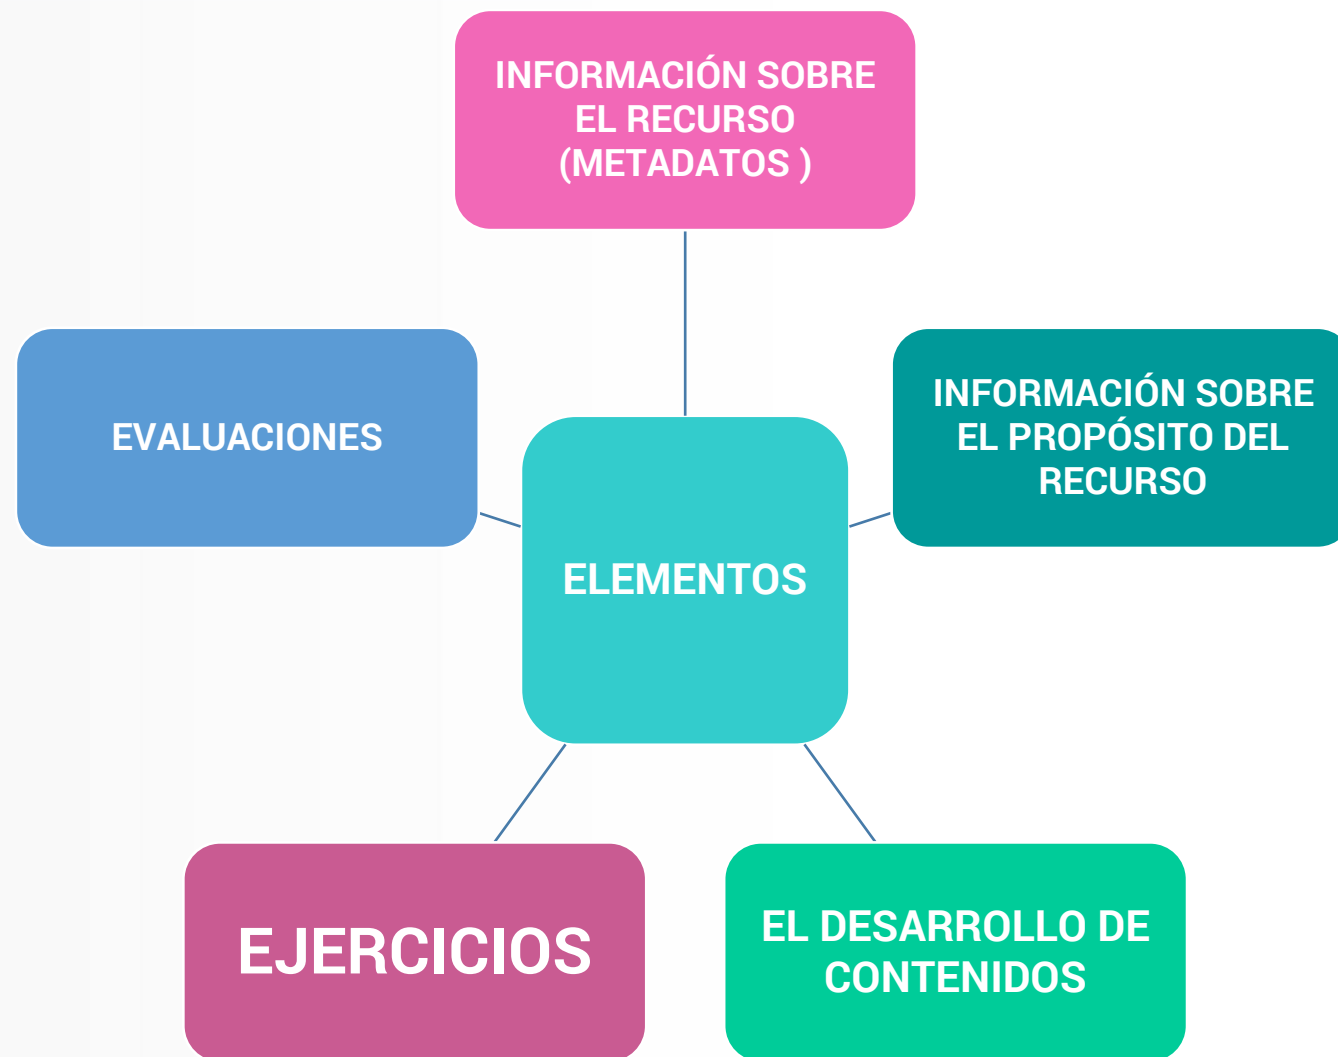 INFORMACIÓN SOBRE
EL RECURSO
(METADATOS )
EVALUACIONES
INFORMACIÓN SOBRE
EL PROPÓSITO DEL
RECURSO
ELEMENTOS
EJERCICIOS
EL DESARROLLO DE
CONTENIDOS